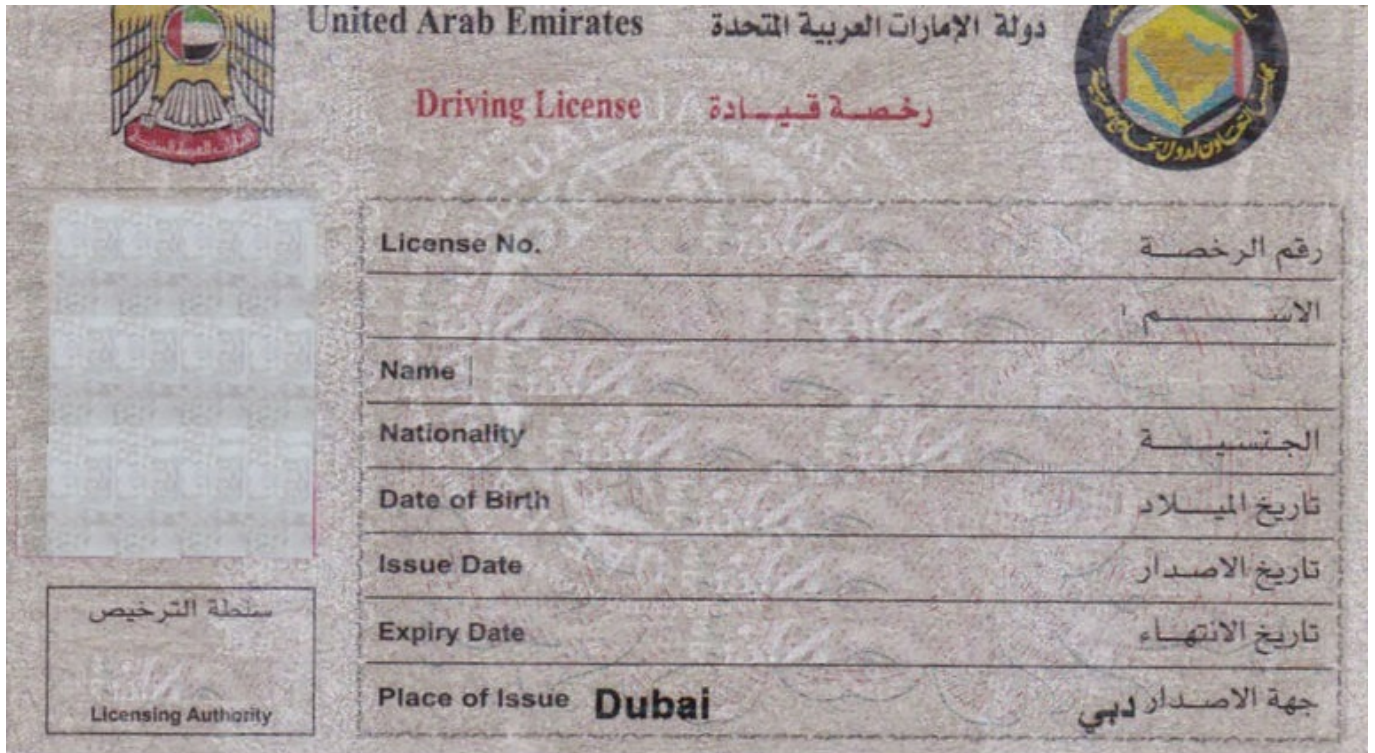 United Arab Emirates دولة الإمارات العربية المتحدة
Driving License رخصة قيادة
License No. رقم الرخصة
الاسم
Name
Nationality الجنسية
Date of Birth تاريخ الميلاد
Issue Date تاريخ الاصدار
Expiry Date تاريخ الانتهاء
Place of Issue Dubai جهة الاصدار دبي
سلطة الترخيص
Licensing Authority